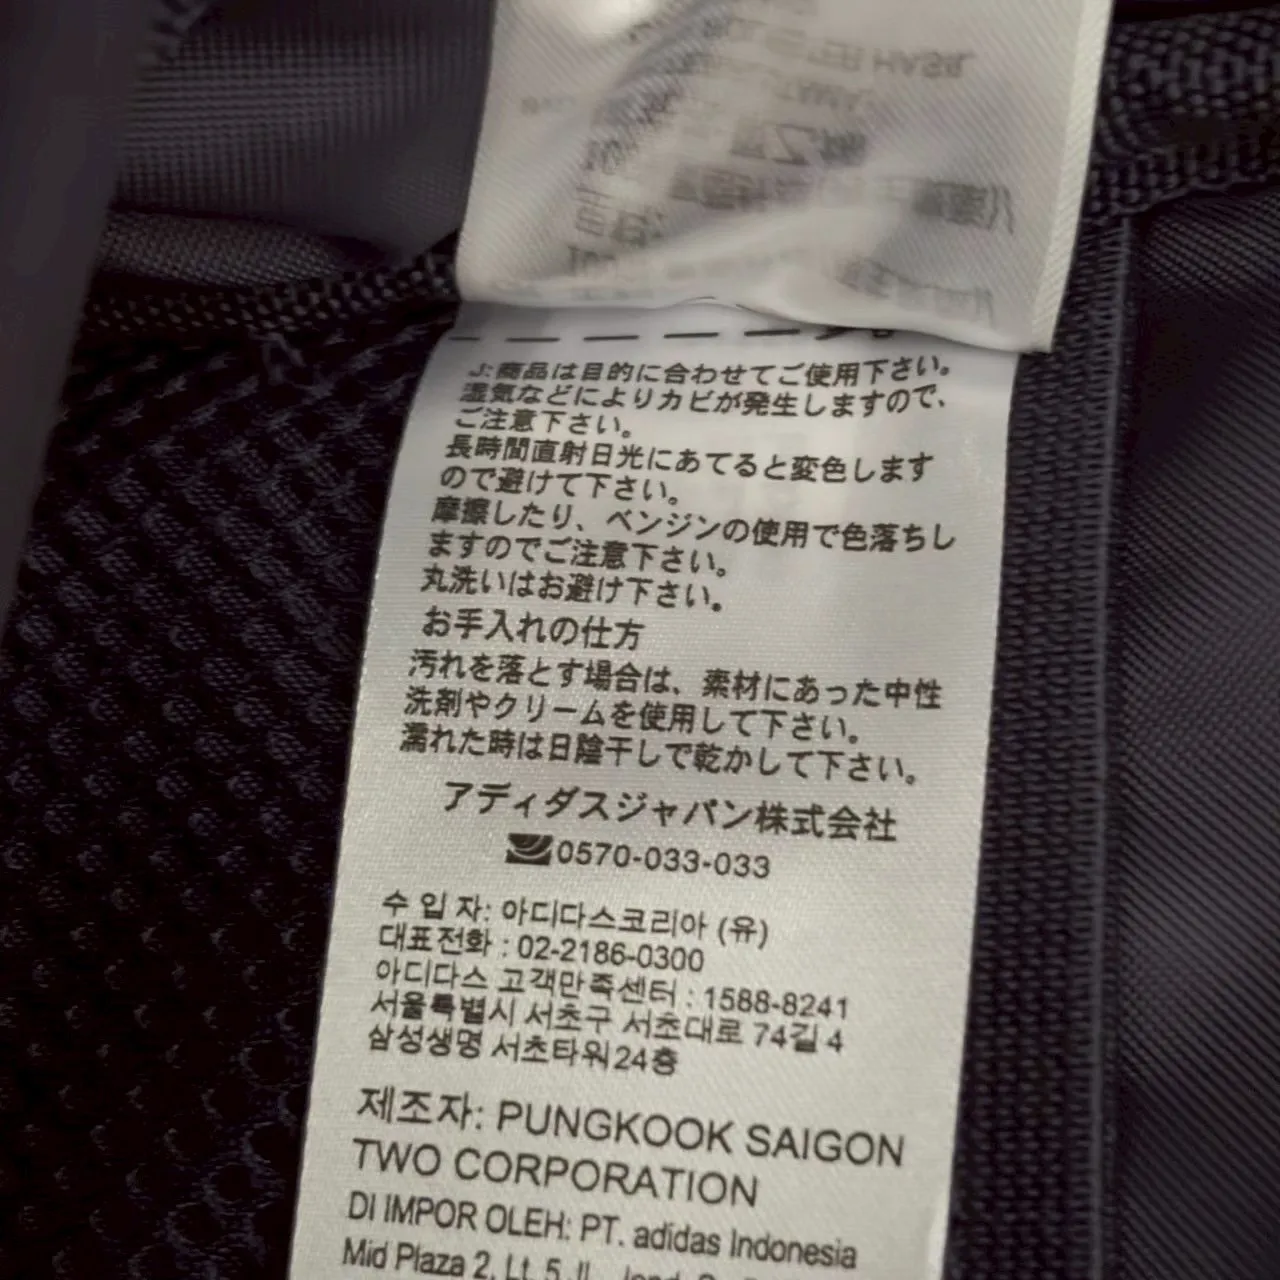 J:商品は目的に合わせてご使用下さい。
湿気などによりカビが発生しますので、
ご注意下さい。
長時間直射日光にあてると変色します
ので避けて下さい。
摩擦したり、ベンジンの使用で色落ちし
ますのでご注意下さい。
丸洗いはお避け下さい。
お手入れの仕方
汚れを落とす場合は、素材にあった中性
洗剤やクリームを使用して下さい。
濡れた時は日陰干しで乾かして下さい。
アディダスジャパン株式会社
0570-033-033
수 입 자: 아디다스코리아 (유)
대표전화 : 02-2186-0300
아디다스 고객만족센터 : 1588-8241
서울특별시 서초구 서초대로 74길 4
삼성생명 서초타워24층
제조자: PUNGKOOK SAIGON
TWO CORPORATION
DI IMPOR OLEH: PT. adidas Indonesia
Mid Plaza 2, Lt. 5